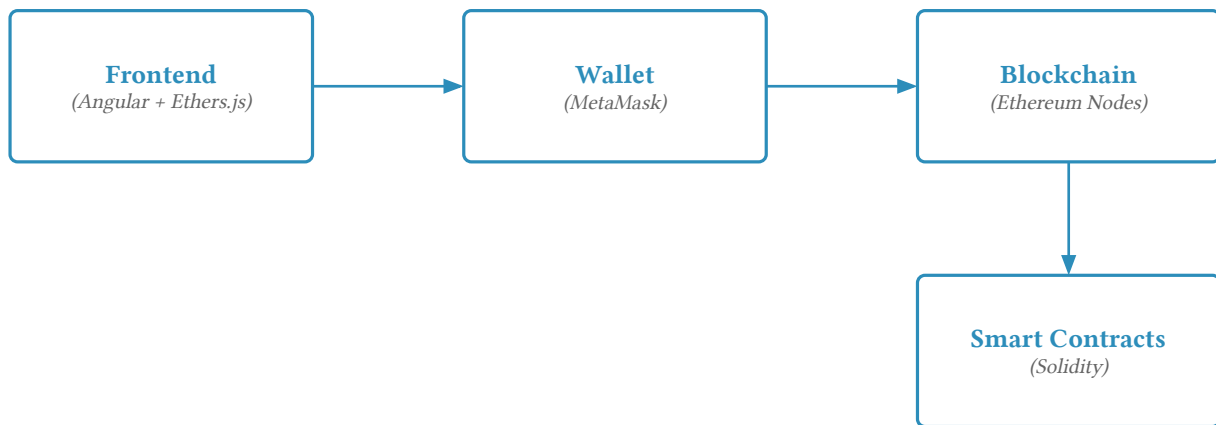 Frontend
(Angular + Ethers.js)
Wallet
(MetaMask)
Blockchain
(Ethereum Nodes)
Smart Contracts
(Solidity)